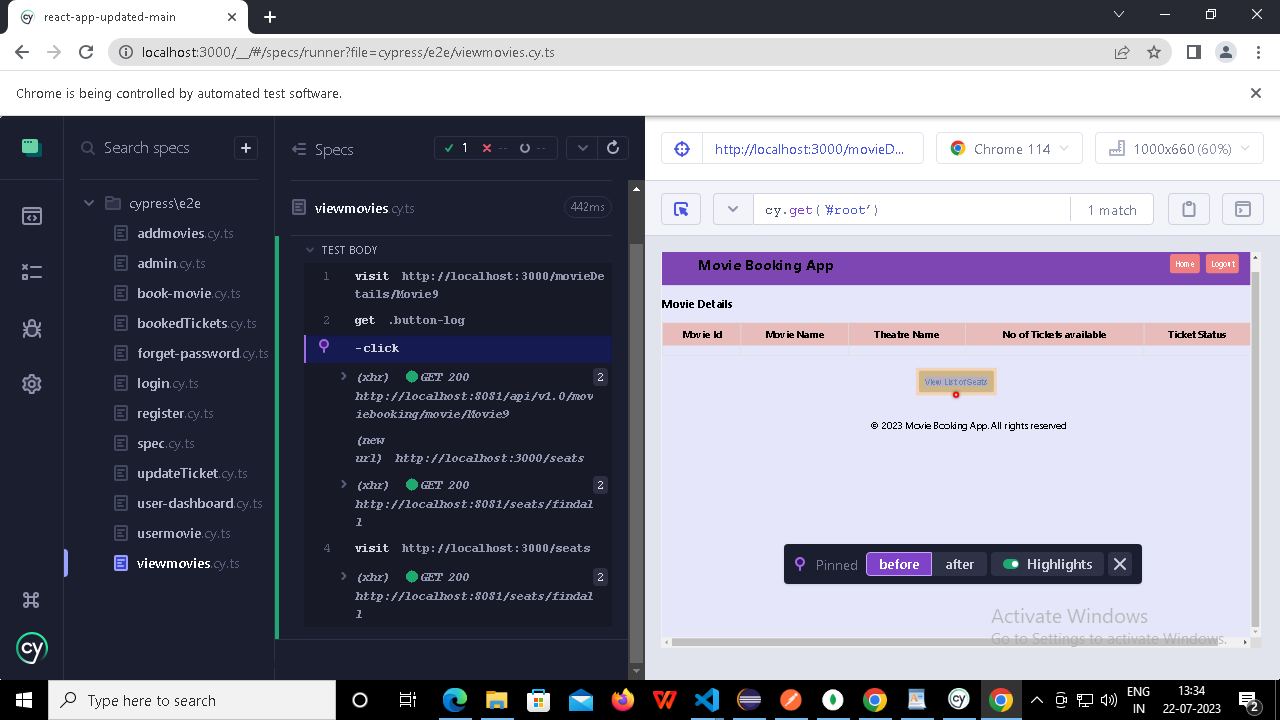 react-app-updated-main
localhost:3000/__/#/specs/runner?file=cypress/e2e/viewmovies.cy.ts
Chrome is being controlled by automated test software.
Search specs
cypress\e2e
addmovies.cy.ts
admin.cy.ts
book-movie.cy.ts
bookedTickets.cy.ts
forget-password.cy.ts
login.cy.ts
register.cy.ts
spec.cy.ts
updateTicket.cy.ts
user-dashboard.cy.ts
usermovie.cy.ts
viewmovies.cy.ts
cy
Specs
1 -- --
viewmovies.cy.ts 442ms
TEST BODY
1 visit http://localhost:3000/movieDe
tails/Movie9
2 get .button-log
-click
(xhr) GET 200 2
http://localhost:8081/api/v1.0/mov
iebooking/movie/Movie9
(new
url) http://localhost:3000/seats
(xhr) GET 200 2
http://localhost:8081/seats/findal
l
4 visit http://localhost:3000/seats
(xhr) GET 200 2
http://localhost:8081/seats/findal
l
http://localhost:3000/movieD...
Chrome 114
1000x660 (60%)
cy.get('#root')
1 match
Movie Booking App
Home
Logout
Movie Details
Movie Id Movie Name Theatre Name No of Tickets available Ticket Status
View List of Seats
© 2023 Movie Booking App. All rights reserved
Pinned before after Highlights
Activate Windows
Go to Settings to activate Windows.
Type here to search
ENG
IN
13:34
22-07-2023
2